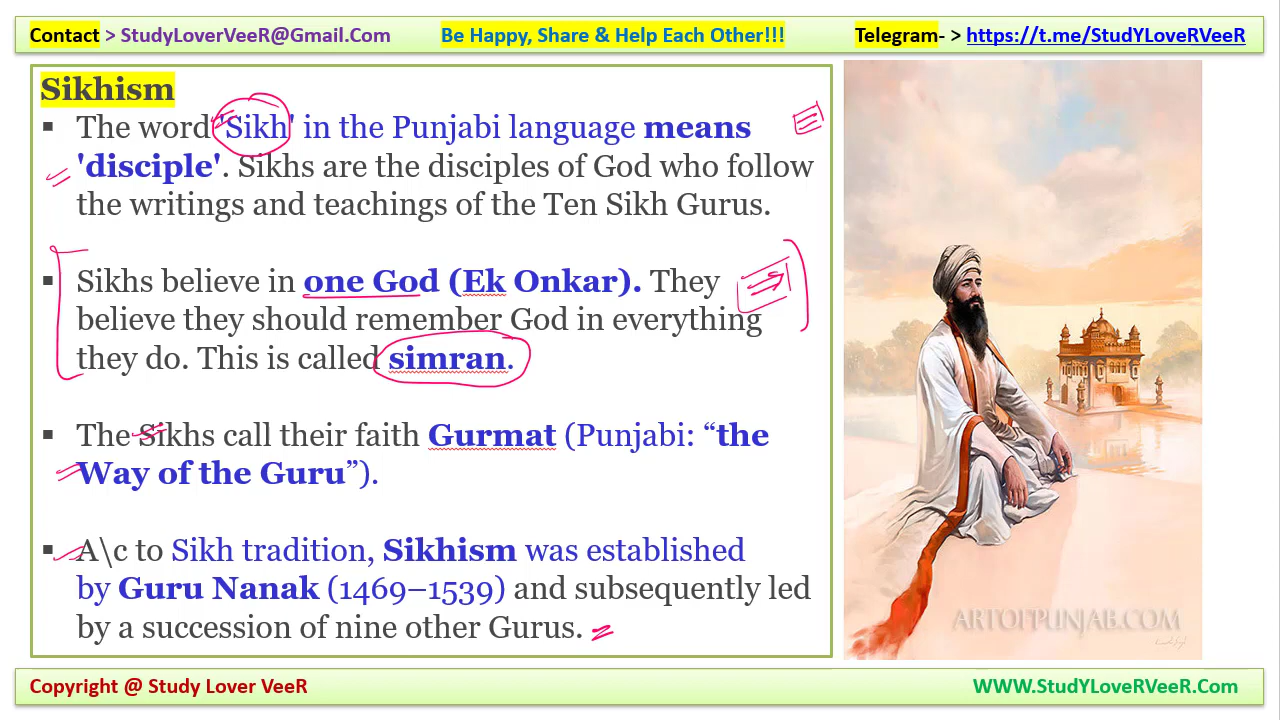 Contact > StudyLoverVeeR@Gmail.Com Be Happy, Share & Help Each Other!!! Telegram- > https://t.me/StudYLoveRVeeR
Sikhism
▪ The word 'Sikh' in the Punjabi language means
'disciple'. Sikhs are the disciples of God who follow
the writings and teachings of the Ten Sikh Gurus.
▪ Sikhs believe in one God (Ek Onkar). They
believe they should remember God in everything
they do. This is called simran.
▪ The Sikhs call their faith Gurmat (Punjabi: “the
Way of the Guru”).
▪ A\c to Sikh tradition, Sikhism was established
by Guru Nanak (1469–1539) and subsequently led
by a succession of nine other Gurus.
ARTOFPUNJAB.COM
Copyright @ Study Lover VeeR WWW.StudYLoveRVeeR.Com